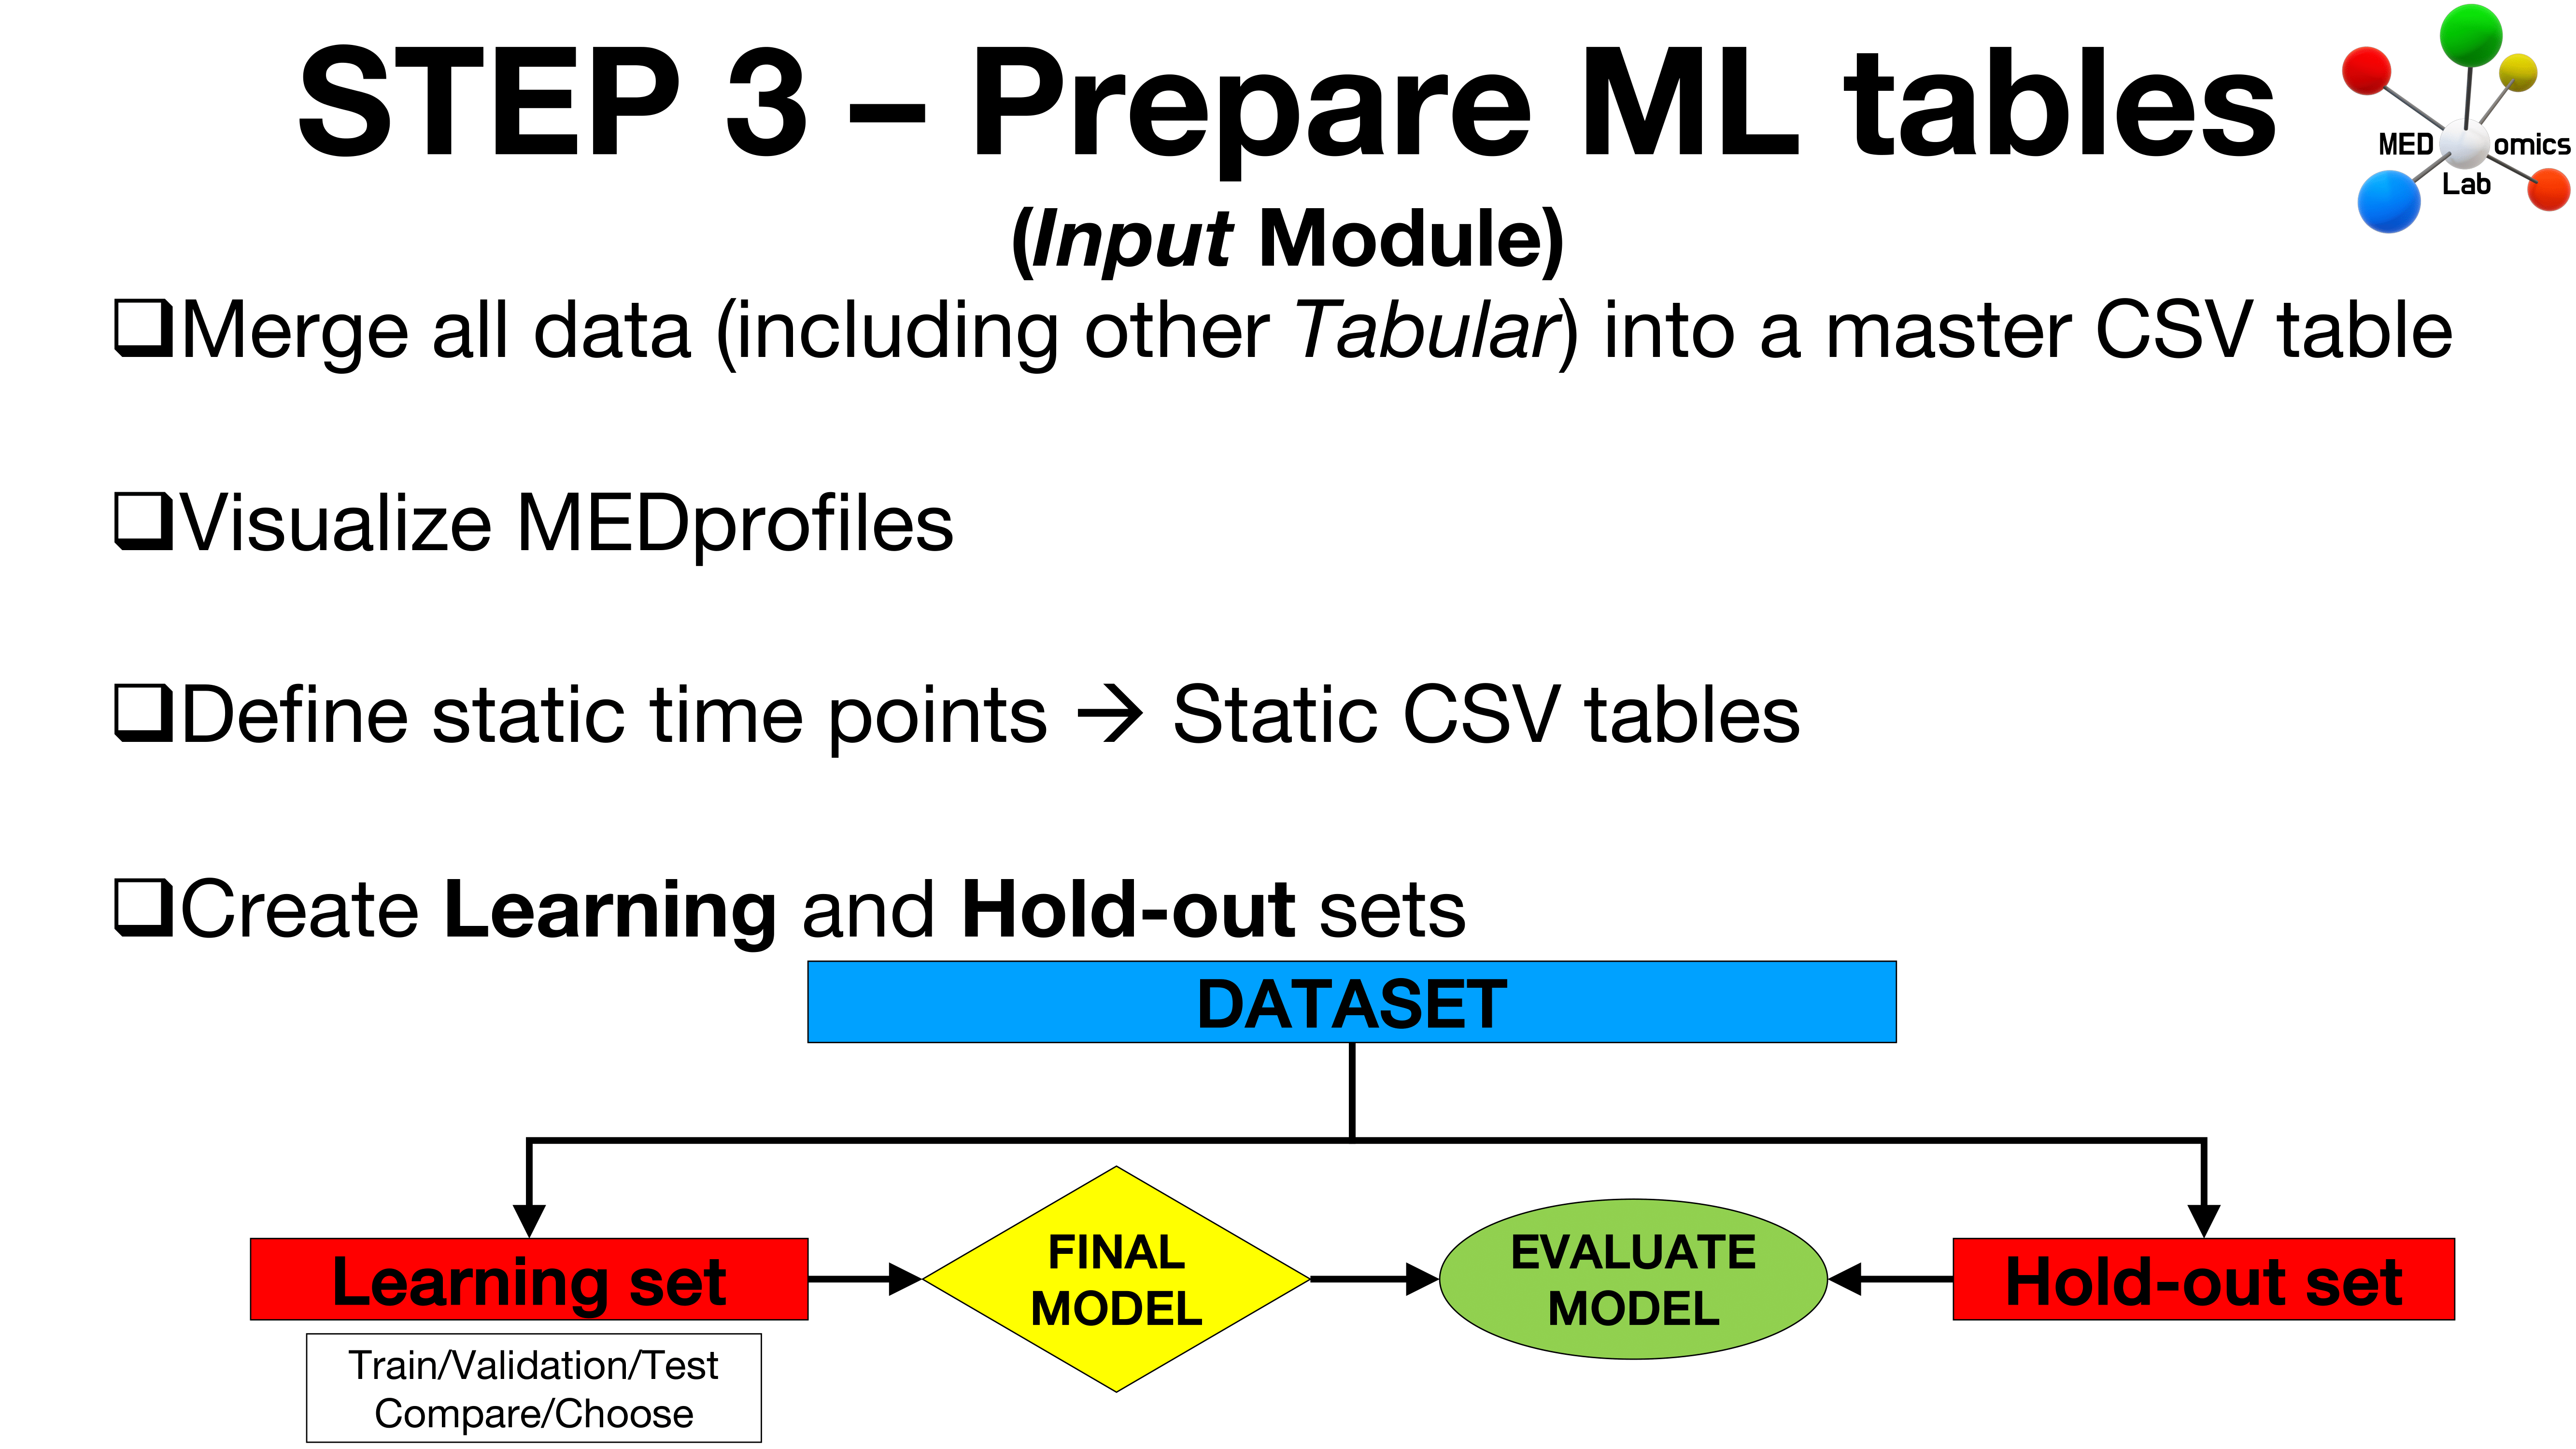 STEP 3 – Prepare ML tables
(Input Module)
MED omics
Lab
❑Merge all data (including other Tabular) into a master CSV table
❑Visualize MEDprofiles
❑Define static time points → Static CSV tables
❑Create Learning and Hold-out sets
DATASET
Learning set
FINAL
MODEL
EVALUATE
MODEL
Hold-out set
Train/Validation/Test
Compare/Choose